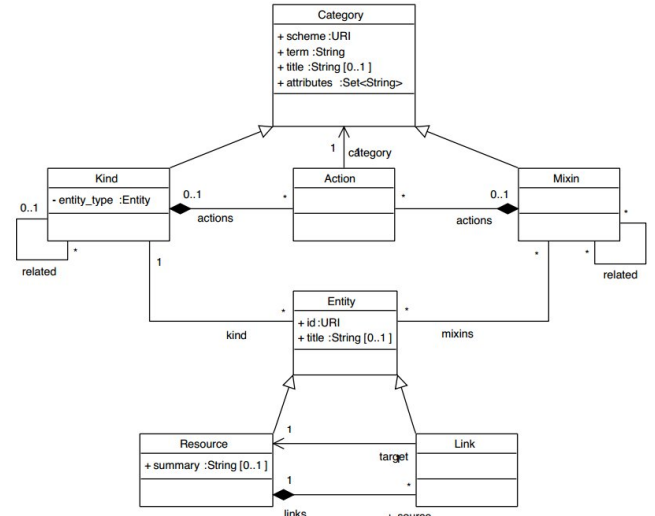 Category
+ scheme :URI
+ term :String
+ title :String [0..1 ]
+ attributes :Set<String>
1
category
Kind
- entity_type :Entity
Action
Mixin
0..1
0..1
*
actions
*
0..1
actions
*
*
related
*
related
1
*
Entity
+ id :URI
+ title :String [0..1 ]
*
*
kind
mixins
Resource
+ summary :String [0..1 ]
Link
1
target
1
*
links
+ source